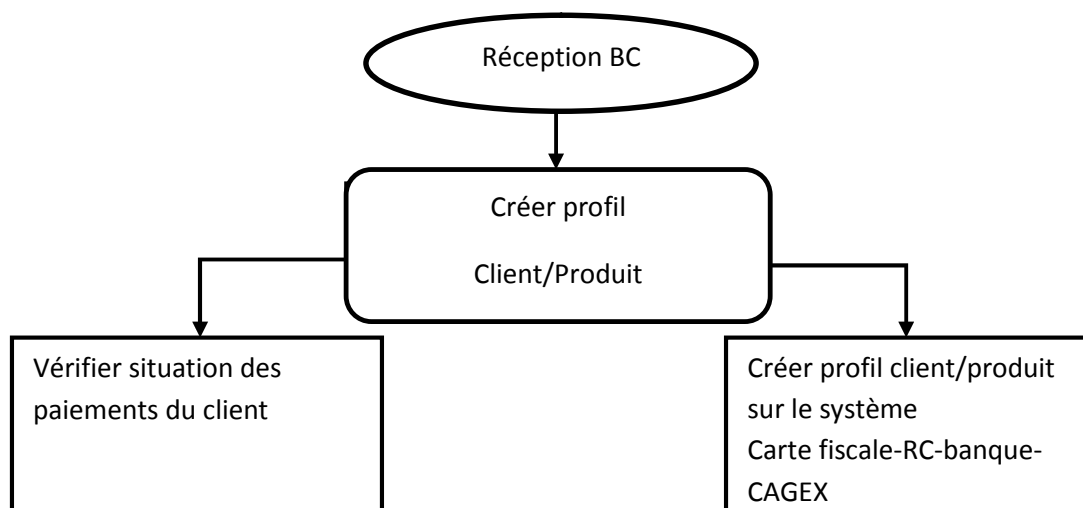 Réception BC
Créer profil
Client/Produit
Vérifier situation des
paiements du client
Créer profil client/produit
sur le système
Carte fiscale-RC-banque-
CAGEX